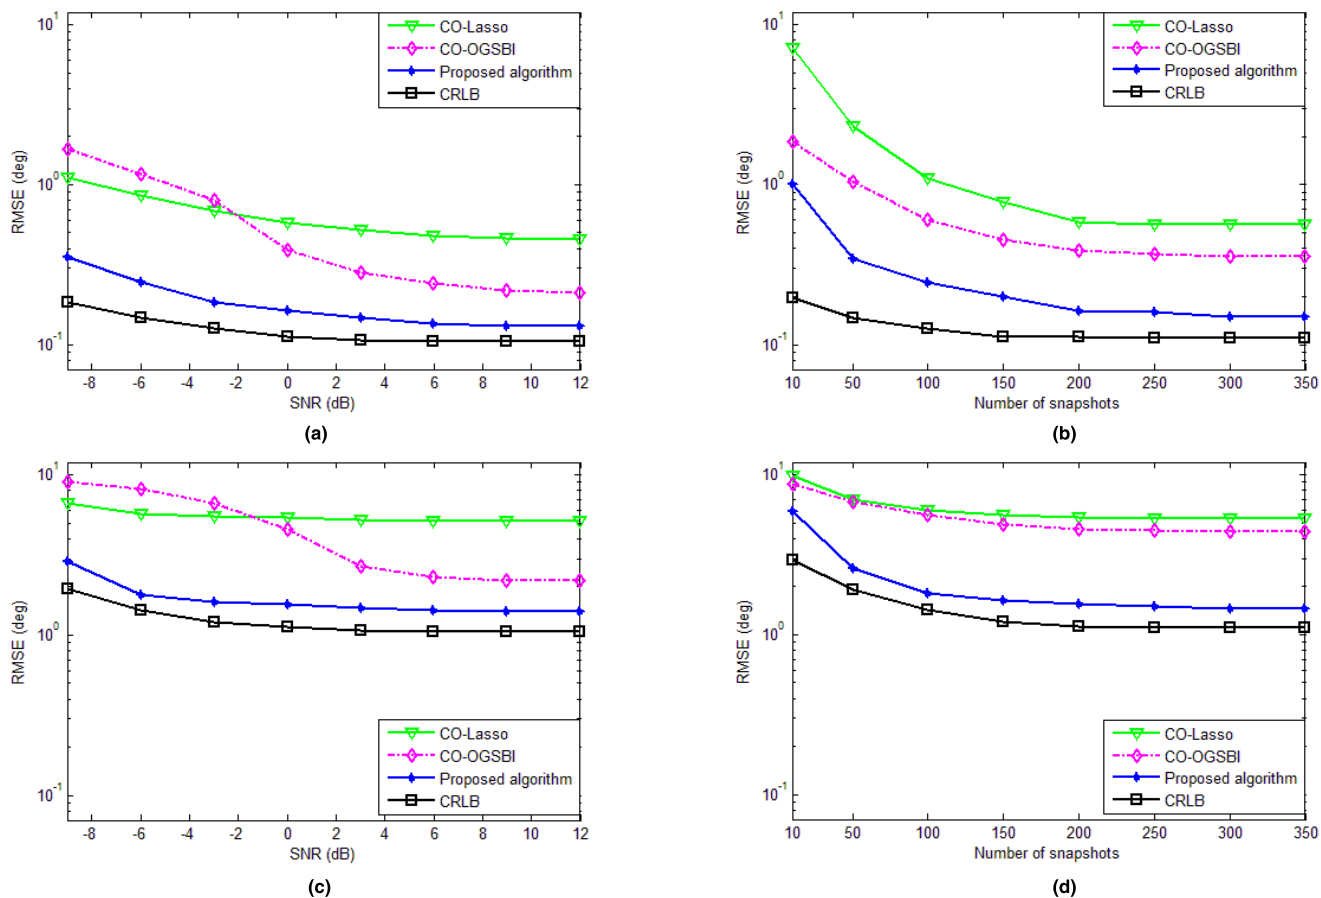 CO-Lasso
CO-OGSBI
Proposed algorithm
CRLB
10^1
10^0
10^-1
RMSE (deg)
-8 -6 -4 -2 0 2 4 6 8 10 12
SNR (dB)
(a)
CO-Lasso
CO-OGSBI
Proposed algorithm
CRLB
10^1
10^0
10^-1
RMSE (deg)
10 50 100 150 200 250 300 350
Number of snapshots
(b)
10^1
10^0
10^-1
RMSE (deg)
CO-Lasso
CO-OGSBI
Proposed algorithm
CRLB
-8 -6 -4 -2 0 2 4 6 8 10 12
SNR (dB)
(c)
10^1
10^0
10^-1
RMSE (deg)
CO-Lasso
CO-OGSBI
Proposed algorithm
CRLB
10 50 100 150 200 250 300 350
Number of snapshots
(d)